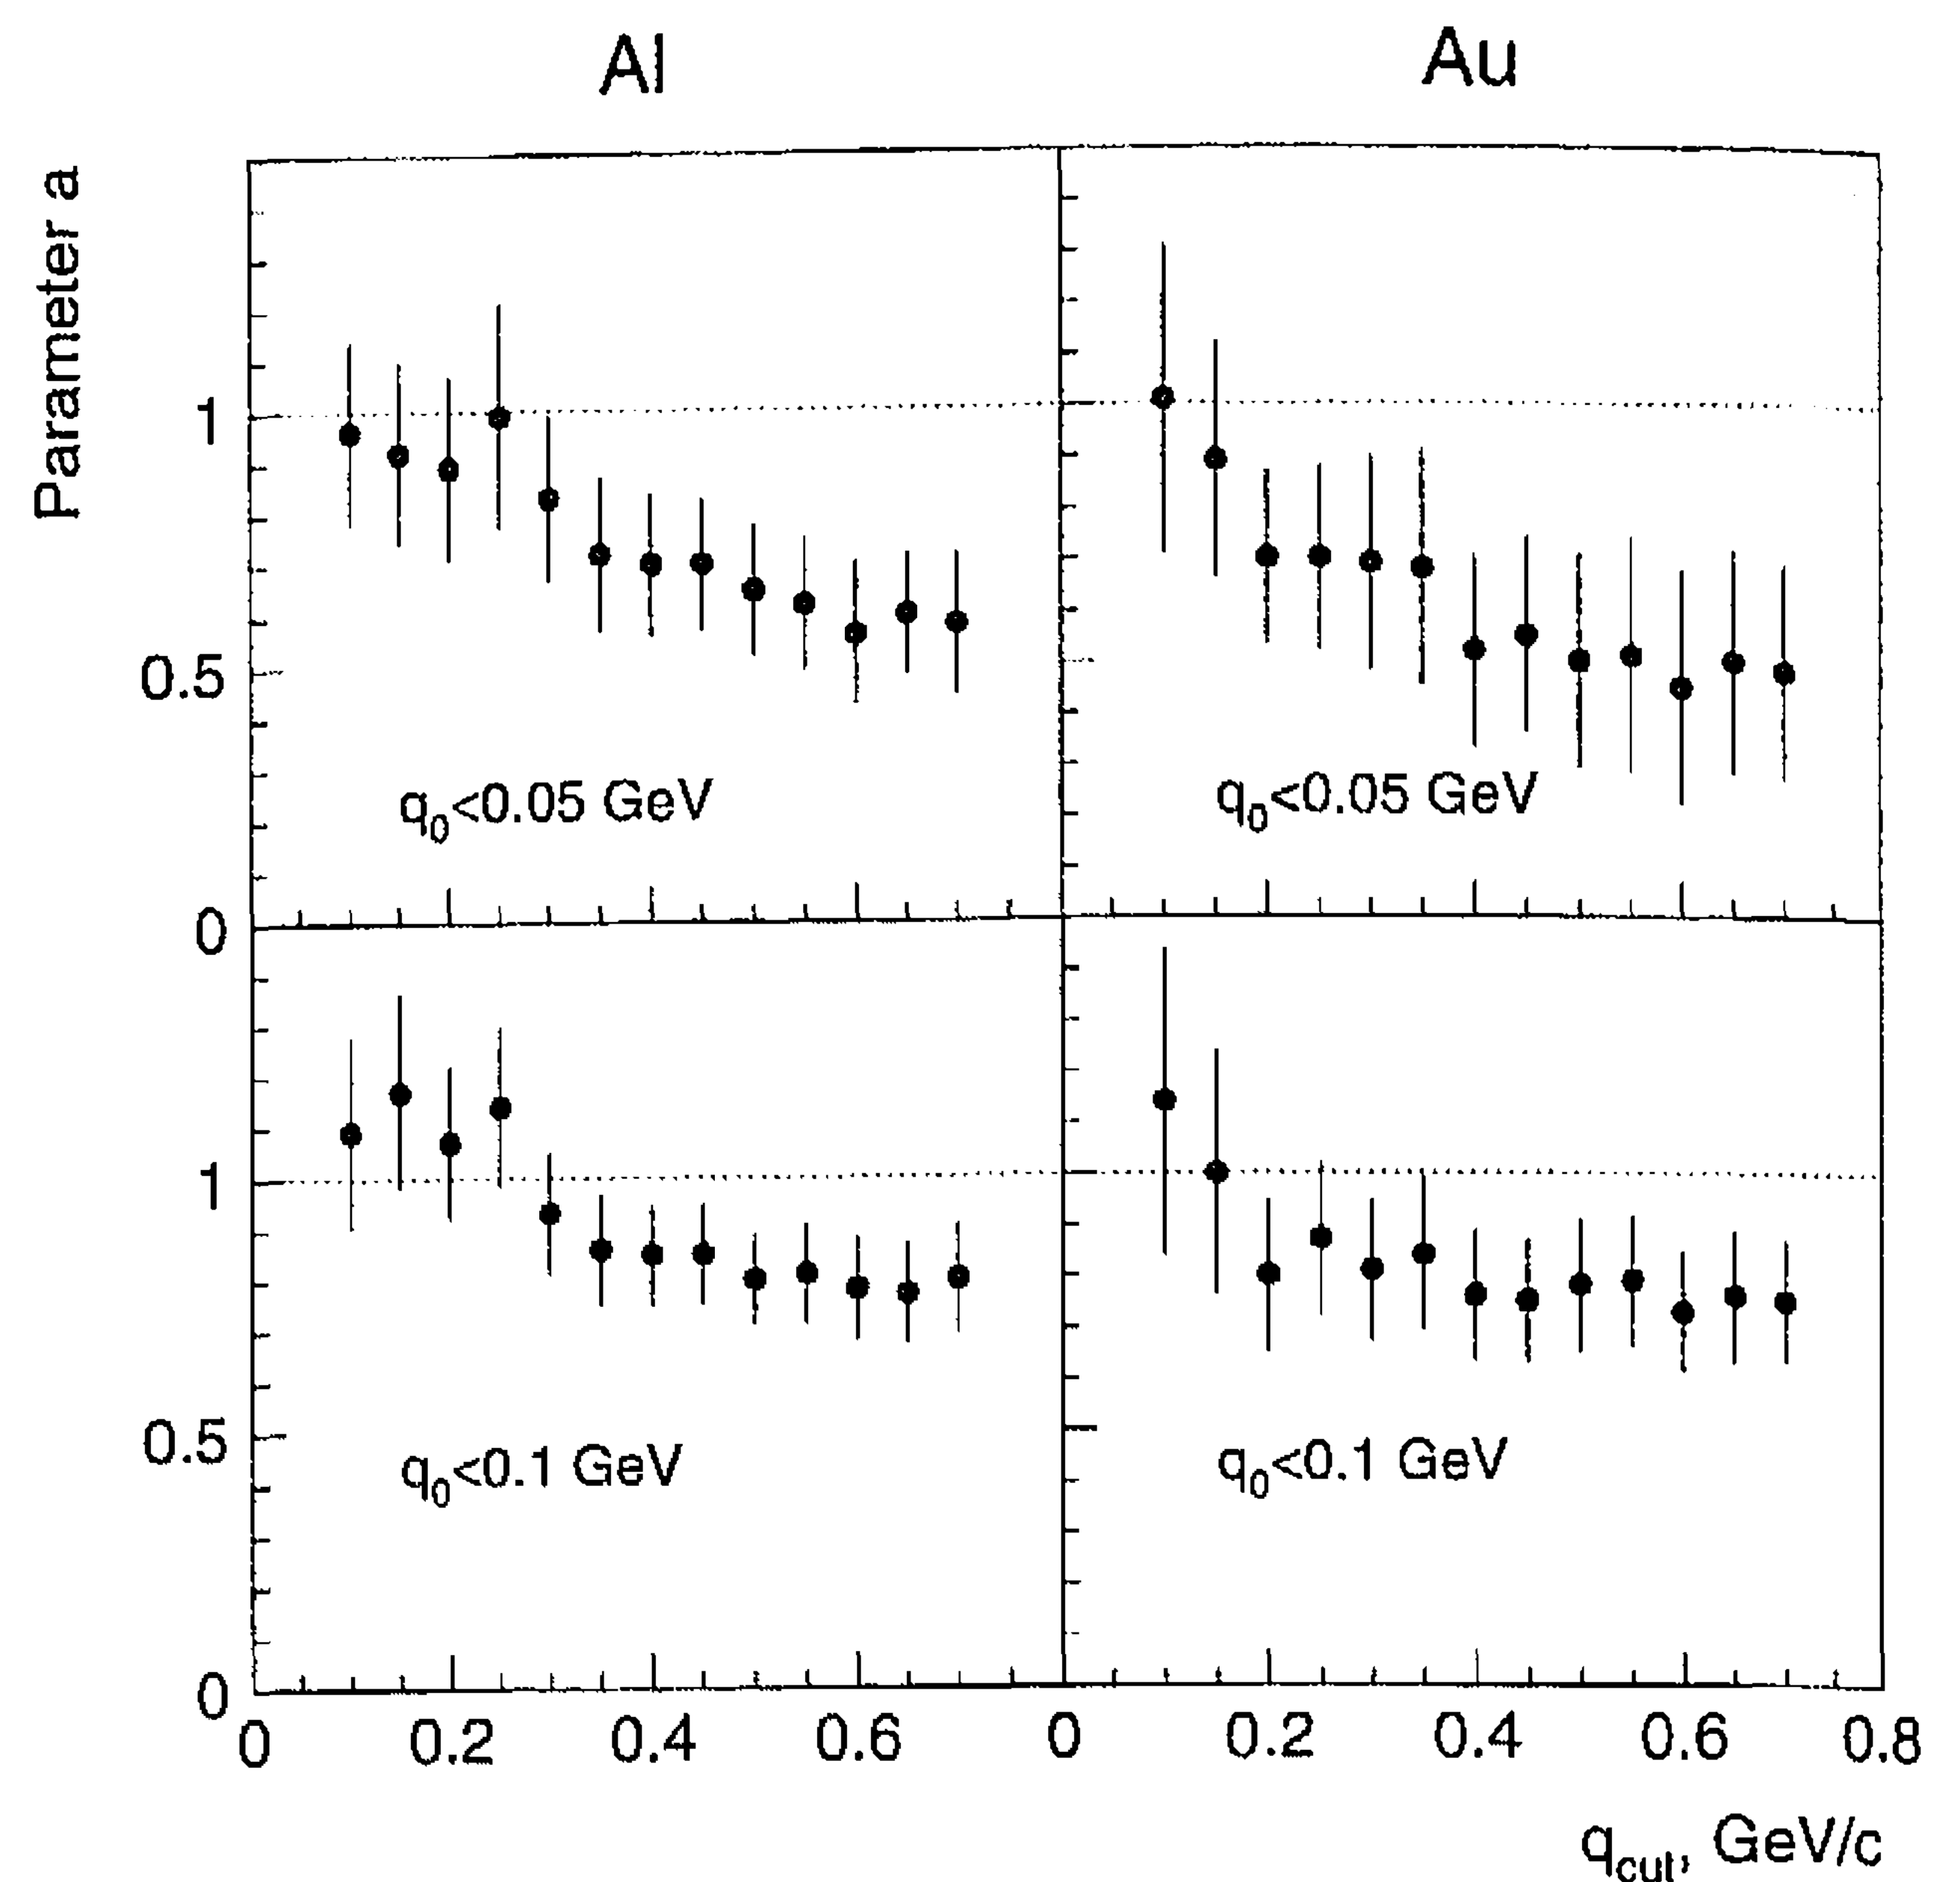 Al Au
Parameter a
1
0.5
q0<0.05 GeV q0<0.05 GeV
0
1
0.5
q0<0.1 GeV q0<0.1 GeV
0
0 0.2 0.4 0.6 0 0.2 0.4 0.6 0.8
qcut, GeV/c